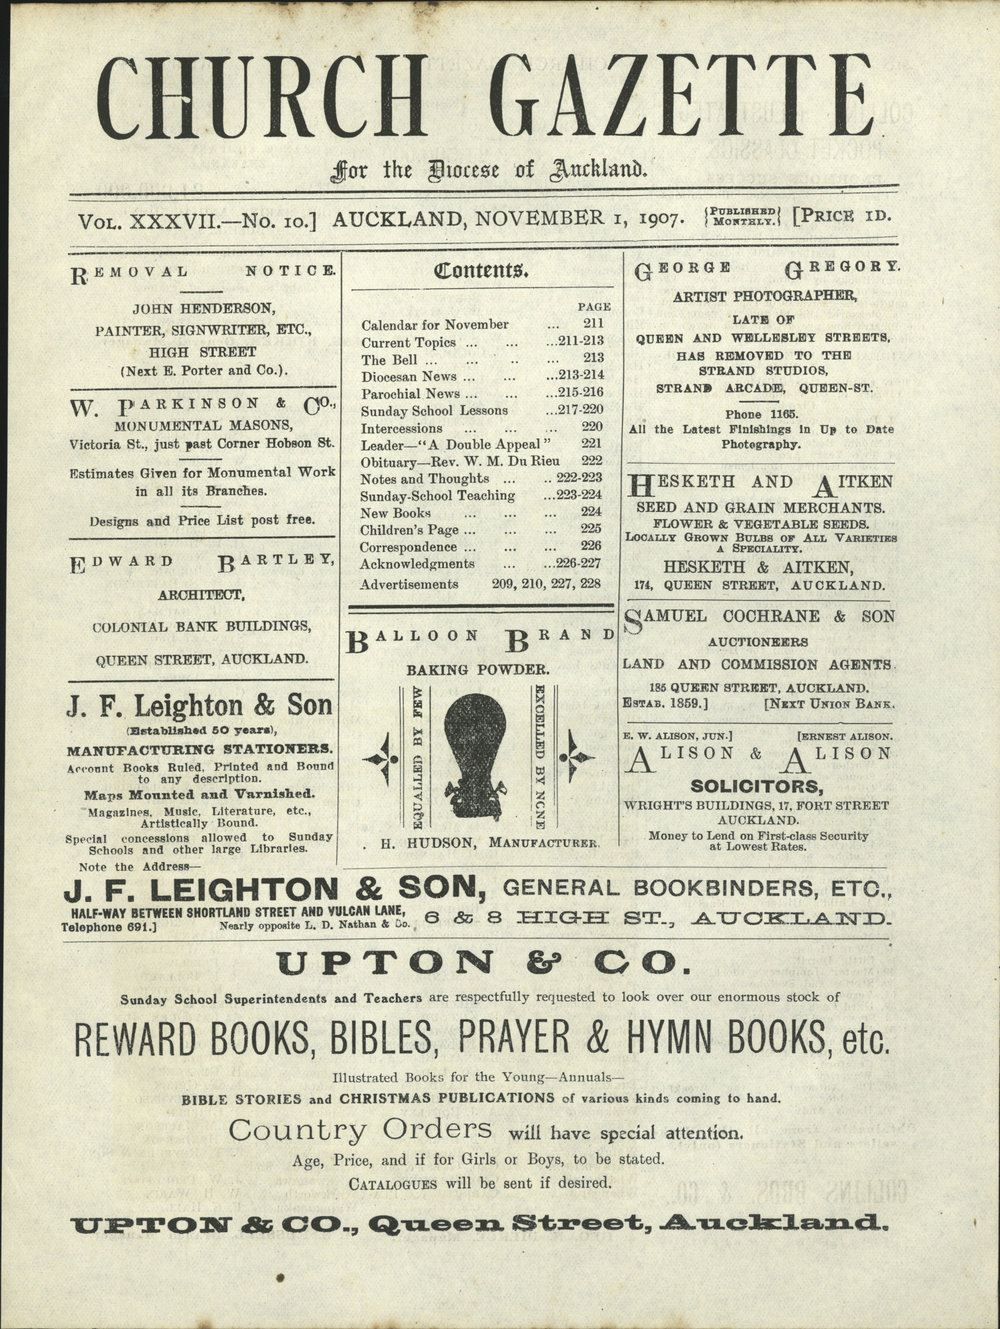 CHURCH GAZETTE
For the Diocese of Auckland.
VOL. XXXVII.—No. 10.] AUCKLAND, NOVEMBER 1, 1907. {PUBLISHED MONTHLY.} [PRICE 1D.
REMOVAL NOTICE.
JOHN HENDERSON,
PAINTER, SIGNWRITER, ETC.,
HIGH STREET
(Next E. Porter and Co.).
W. PARKINSON & CO.,
MONUMENTAL MASONS,
Victoria St., just past Corner Hobson St.
Estimates Given for Monumental Work
in all its Branches.
Designs and Price List post free.
EDWARD BARTLEY,
ARCHITECT,
COLONIAL BANK BUILDINGS,
QUEEN STREET, AUCKLAND.
J. F. Leighton & Son
(Established 50 years),
MANUFACTURING STATIONERS.
Account Books Ruled, Printed and Bound
to any description.
Maps Mounted and Varnished.
Magazines, Music, Literature, etc.,
Artistically Bound.
Special concessions allowed to Sunday
Schools and other large Libraries.
Note the Address—
Contents.
PAGE
Calendar for November ... 211
Current Topics ... ... ...211-213
The Bell ... ... .. ... 213
Diocesan News ... ... ...213-214
Parochial News ... ... ...215-216
Sunday School Lessons ...217-220
Intercessions ... ... ... 220
Leader—"A Double Appeal" 221
Obituary—Rev. W. M. Du Rieu 222
Notes and Thoughts ... .. 222-223
Sunday-School Teaching ...223-224
New Books ... ... ... 224
Children's Page ... ... ... 225
Correspondence ... ... ... 226
Acknowledgments ... ...226-227
Advertisements 209, 210, 227, 228
BALLOON BRAND
BAKING POWDER.
EQUALLED BY FEW
EXCELLED BY NONE
H. HUDSON, MANUFACTURER.
GEORGE GREGORY.
ARTIST PHOTOGRAPHER,
LATE OF
QUEEN AND WELLESLEY STREETS,
HAS REMOVED TO THE
STRAND STUDIOS,
STRAND ARCADE, QUEEN-ST.
Phone 1165.
All the Latest Finishings in Up to Date
Photography.
HESKETH AND AITKEN
SEED AND GRAIN MERCHANTS.
FLOWER & VEGETABLE SEEDS.
LOCALLY GROWN BULBS OF ALL VARIETIES
A SPECIALITY.
HESKETH & AITKEN,
174, QUEEN STREET, AUCKLAND.
SAMUEL COCHRANE & SON
AUCTIONEERS
LAND AND COMMISSION AGENTS.
185 QUEEN STREET, AUCKLAND.
ESTAB. 1859.] [NEXT UNION BANK.
E. W. ALISON, JUN.] [ERNEST ALISON.
ALISON & ALISON
SOLICITORS,
WRIGHT'S BUILDINGS, 17, FORT STREET
AUCKLAND.
Money to Lend on First-class Security
at Lowest Rates.
J. F. LEIGHTON & SON, GENERAL BOOKBINDERS, ETC.,
HALF-WAY BETWEEN SHORTLAND STREET AND VULCAN LANE, 6 & 8 HIGH ST., AUCKLAND.
Telephone 691.] Nearly opposite L. D. Nathan & Co.
UPTON & CO.
Sunday School Superintendents and Teachers are respectfully requested to look over our enormous stock of
REWARD BOOKS, BIBLES, PRAYER & HYMN BOOKS, etc.
Illustrated Books for the Young—Annuals—
BIBLE STORIES and CHRISTMAS PUBLICATIONS of various kinds coming to hand.
Country Orders will have special attention.
Age, Price, and if for Girls or Boys, to be stated.
CATALOGUES will be sent if desired.
UPTON & CO., Queen Street, Auckland.